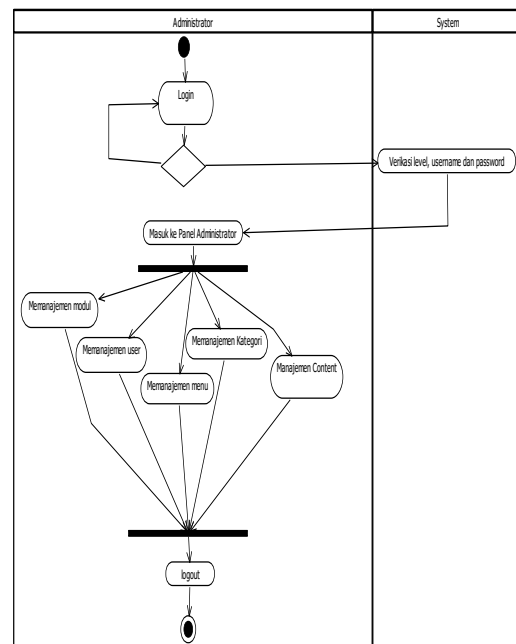 Administrator
System
Login
Verikasi level, username dan password
Masuk ke Panel Administrator
Memanajemen modul
Memanajemen user
Memanajemen Kategori
Memanajemen menu
Manajemen Content
logout